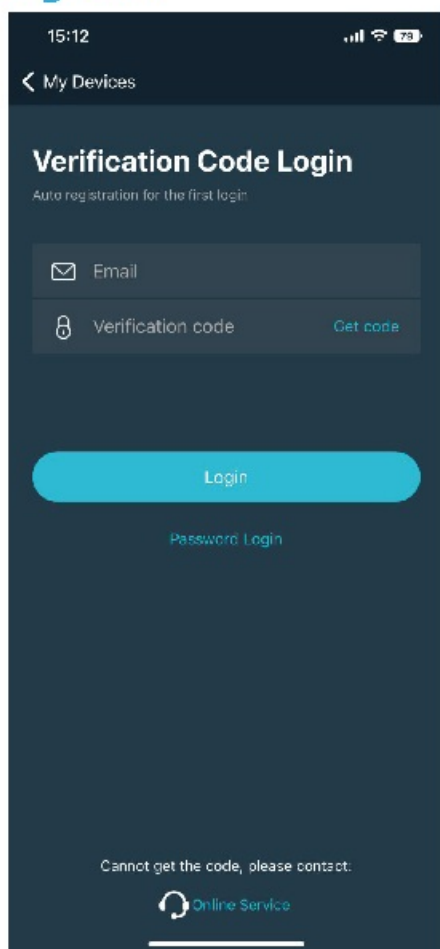 15:12
79
My Devices
Verification Code Login
Auto registration for the first login
Email
Verification code
Get code
Login
Password Login
Cannot get the code, please contact:
Online Service